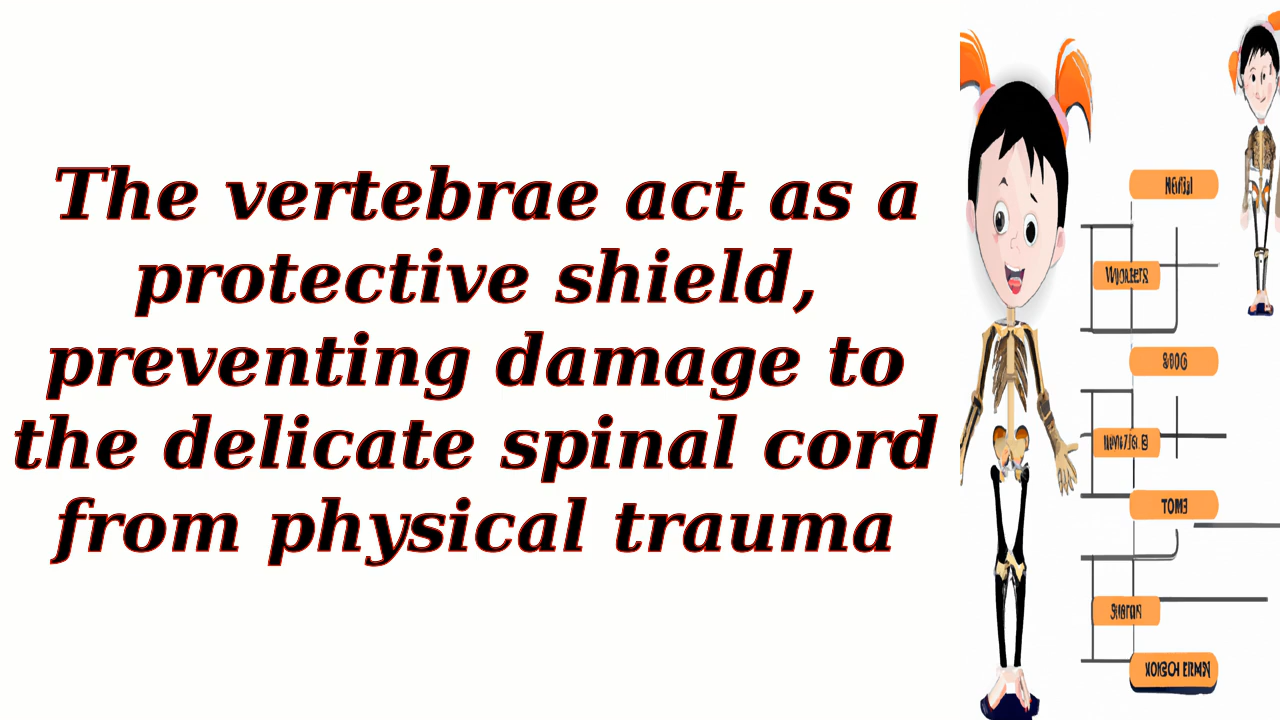 The vertebrae act as a
protective shield,
preventing damage to
the delicate spinal cord
from physical trauma